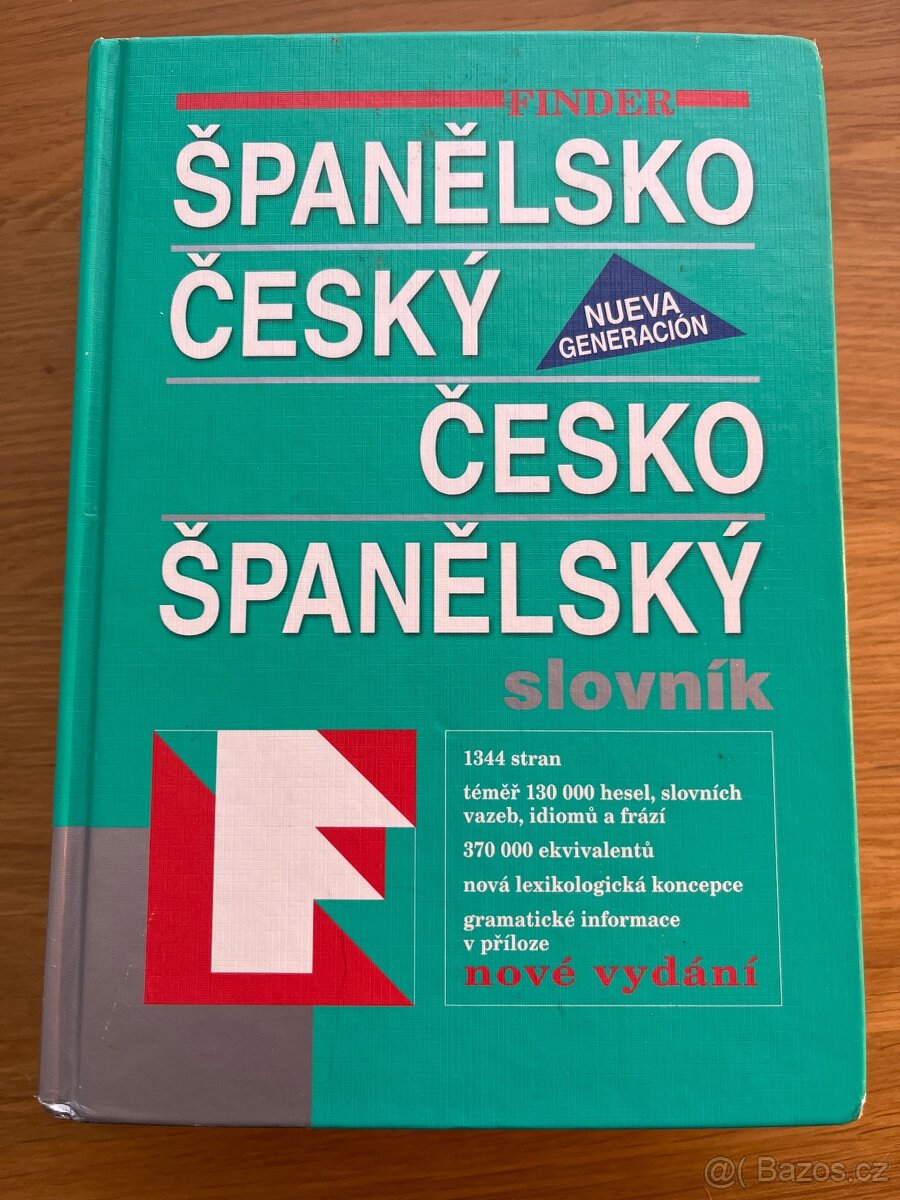 FINDER
ŠPANĚLSKO
ČESKÝ
NUEVA
GENERACIÓN
ČESKO
ŠPANĚLSKÝ
slovník
1344 stran
téměř 130 000 hesel, slovních
vazeb, idiomů a frází
370 000 ekvivalentů
nová lexikologická koncepce
gramatické informace
v příloze
nové vydání
@( Bazos.cz